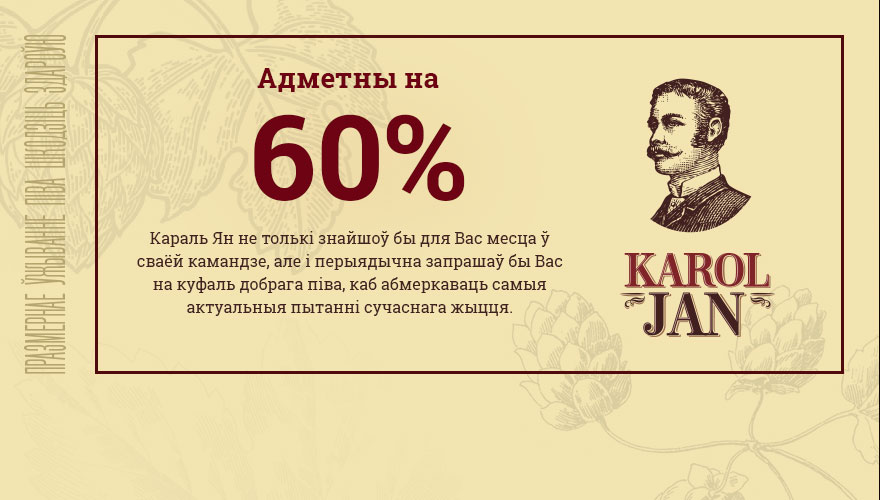 ПРАЗМЕРНАЕ ЎЖЫВАННЕ ПІВА ШКОДЗІЦЬ ЗДАРОЎЮ
Адметны на
60%
Караль Ян не толькі знайшоў бы для Вас месца ў
сваёй камандзе, але і перыядычна запрашаў бы Вас
на куфаль добрага піва, каб абмеркаваць самыя
актуальныя пытанні сучаснага жыцця.
KAROL
JAN